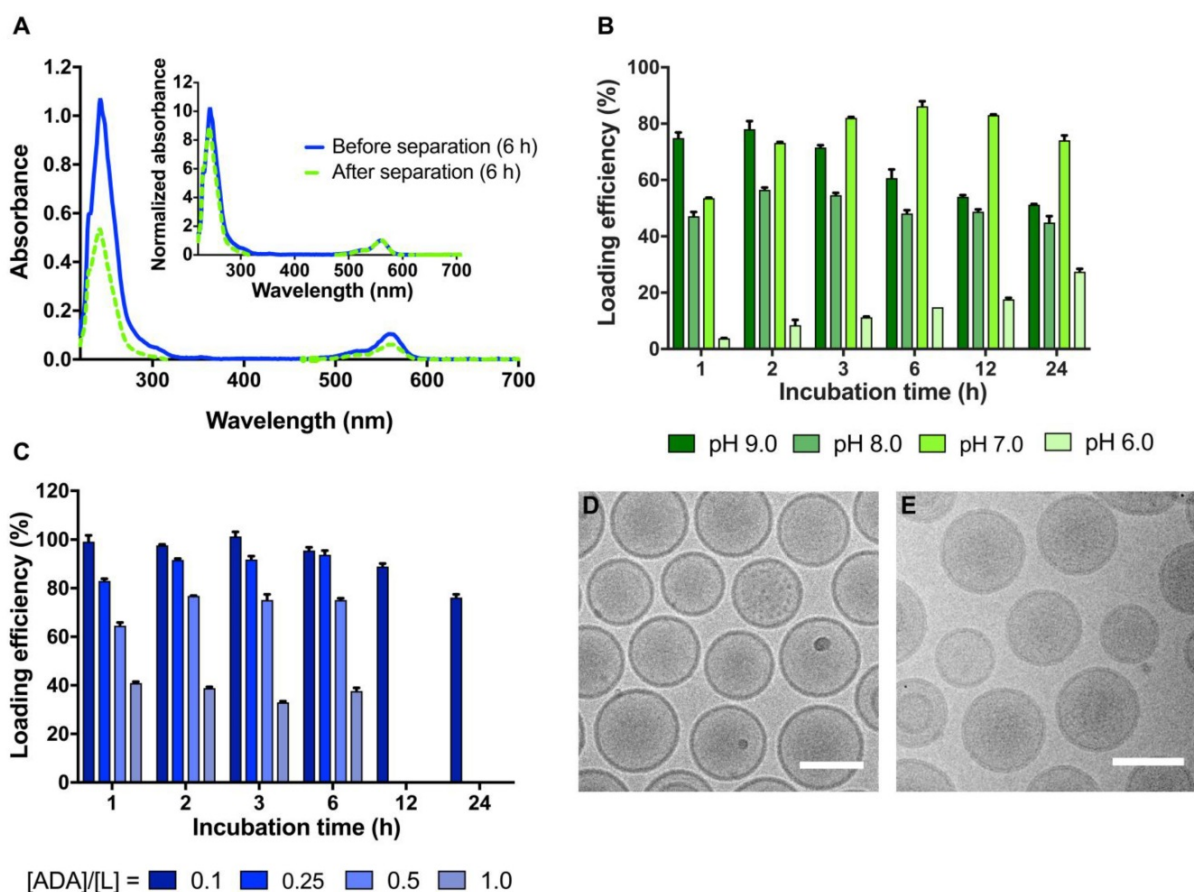 A
Absorbance
1.2
1.0
0.8
0.6
0.4
0.2
0.0
300 400 500 600 700
Wavelength (nm)
Normalized absorbance
12
10
8
6
4
2
0
300 400 500 600 700
Wavelength (nm)
Before separation (6 h)
After separation (6 h)
B
Loading efficiency (%)
100
80
60
40
20
0
1 2 3 6 12 24
Incubation time (h)
pH 9.0 pH 8.0 pH 7.0 pH 6.0
C
Loading efficiency (%)
120
100
80
60
40
20
0
1 2 3 6 12 24
Incubation time (h)
[ADA]/[L] = 0.1 0.25 0.5 1.0
D
E